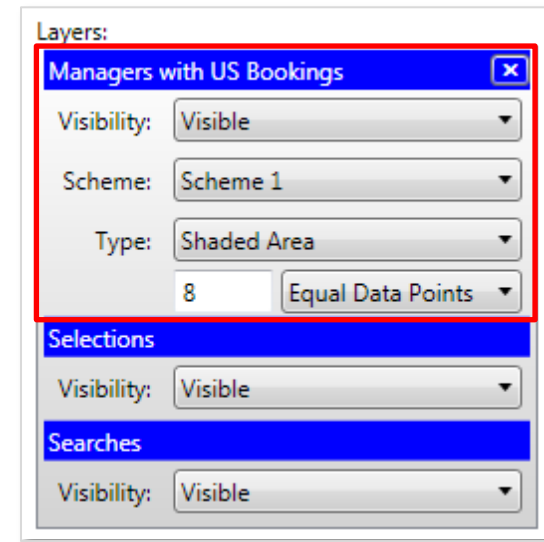 Layers:
Managers with US Bookings
Visibility: Visible
Scheme: Scheme 1
Type: Shaded Area
8 Equal Data Points
Selections
Visibility: Visible
Searches
Visibility: Visible